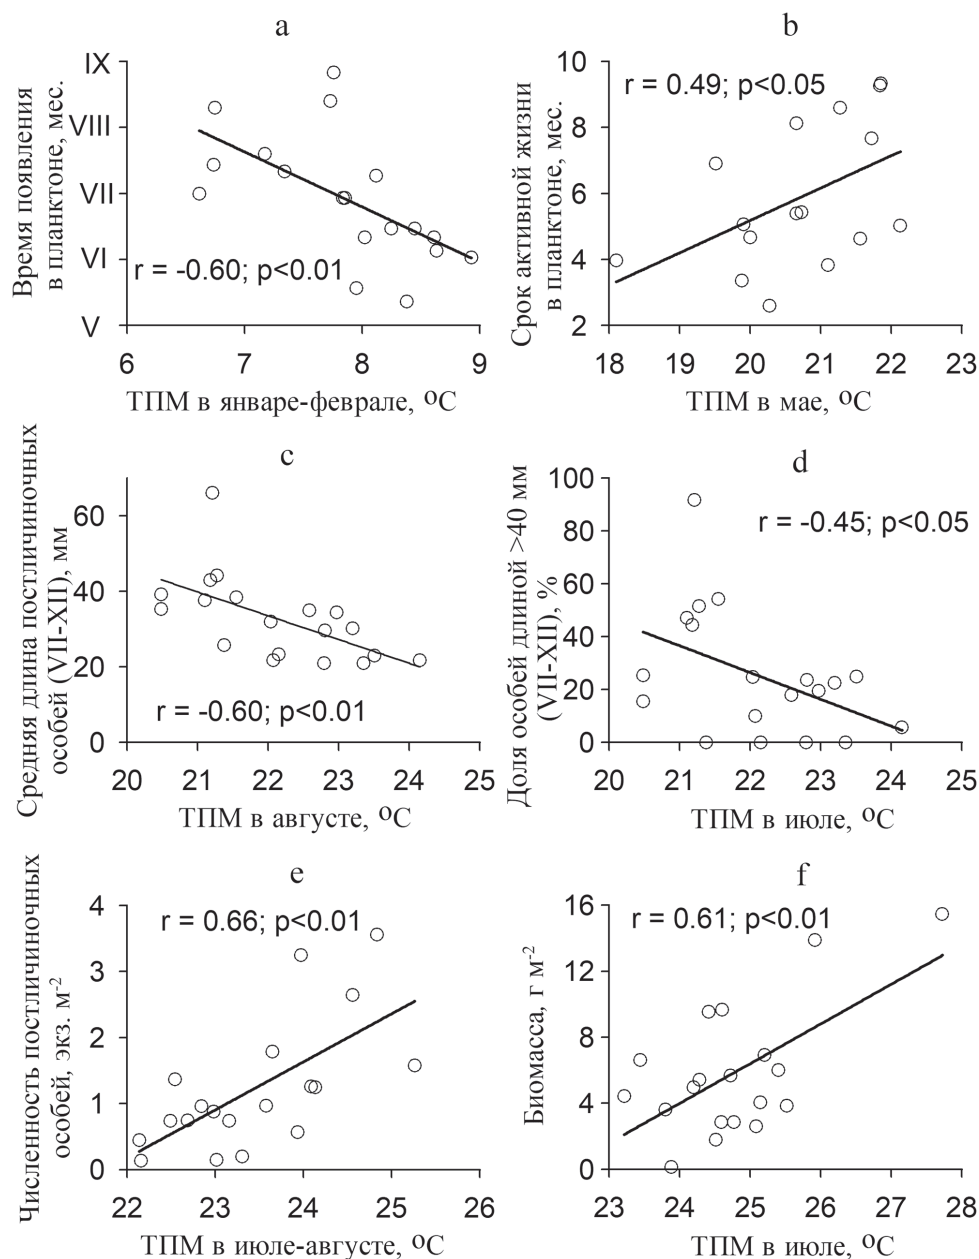 a
Время появления
в планктоне, мес.
IX
VIII
VII
VI
V
r = -0.60; p<0.01
6 7 8 9
ТПМ в январе-феврале, °C
b
Срок активной жизни
в планктоне, мес.
10
8
6
4
2
r = 0.49; p<0.05
18 19 20 21 22 23
ТПМ в мае, °C
c
Средняя длина постличиночных
особей (VII-XII), мм
60
40
20
0
r = -0.60; p<0.01
20 21 22 23 24 25
ТПМ в августе, °C
d
Доля особей длиной >40 мм
(VII-XII), %
100
80
60
40
20
0
r = -0.45; p<0.05
20 21 22 23 24 25
ТПМ в июле, °C
e
Численность постличиночных
особей, экз. м⁻²
4
3
2
1
0
r = 0.66; p<0.01
22 23 24 25 26
ТПМ в июле-августе, °C
f
Биомасса, г м⁻²
16
12
8
4
0
r = 0.61; p<0.01
23 24 25 26 27 28
ТПМ в июле, °C